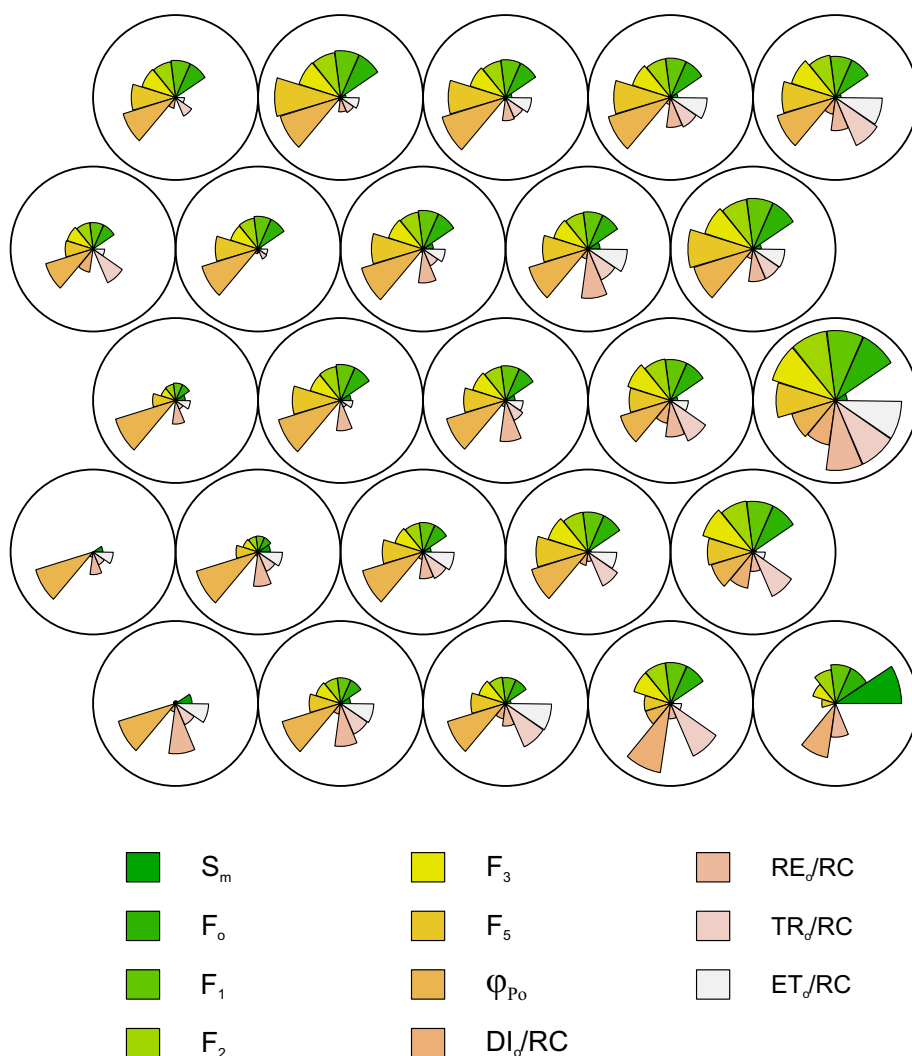 Sₘ F₃ REₒ/RC
Fₒ F₅ TRₒ/RC
F₁ φPo ETₒ/RC
F₂ DIₒ/RC